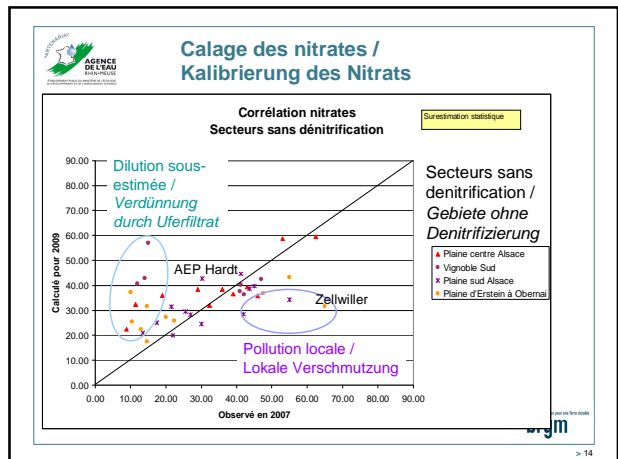 PARTENARIAT
AGENCE
DE L'EAU
RHIN-MEUSE
Calage des nitrates /
Kalibrierung des Nitrats
Corrélation nitrates
Secteurs sans dénitrification
Surestimation statistique
90.00
80.00
70.00
60.00
50.00
40.00
30.00
20.00
10.00
0.00
Calculé pour 2009
0.00 10.00 20.00 30.00 40.00 50.00 60.00 70.00 80.00 90.00
Observé en 2007
Dilution sous-
estimée /
Verdünnung
durch Uferfiltrat
AEP Hardt
Zellwiller
Pollution locale /
Lokale Verschmutzung
Secteurs sans
denitrification /
Gebiete ohne
Denitrifizierung
Plaine centre Alsace
Vignoble Sud
Plaine sud Alsace
Plaine d'Erstein à Obernai
pour une Terre durable
brgm
> 14